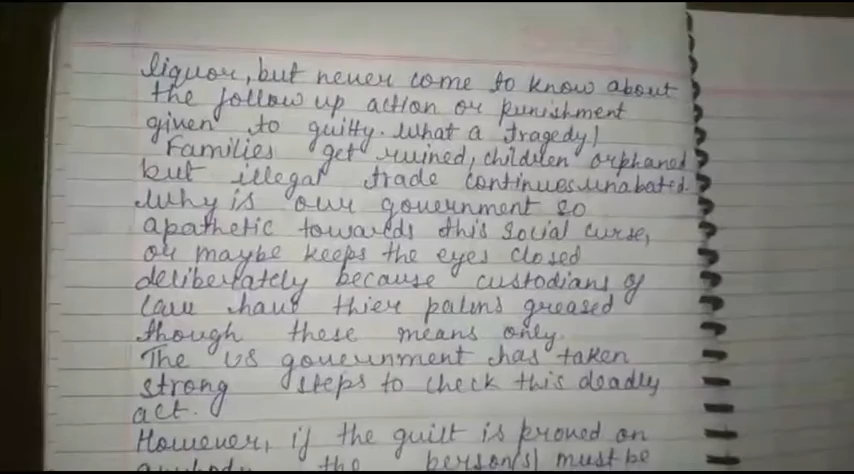 liquor, but never come to know about
the follow up action or punishment
given to guilty. What a tragedy!
Families get ruined, children orphaned
but illegal trade continues unabated.
Why is our government so
apathetic towards this social curse,
or maybe keeps the eyes closed
deliberately because custodians of
law have thier palms greased
though these means only.
The US government has taken
strong steps to check this deadly
act.
However, if the guilt is proved on
anybody the person(s) must be